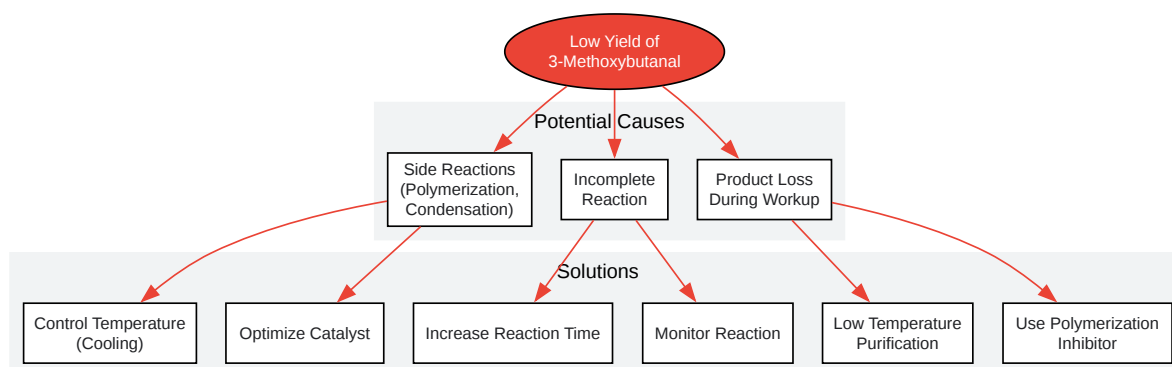 Low Yield of
3-Methoxybutanal
Potential Causes
Side Reactions
(Polymerization,
Condensation)
Incomplete
Reaction
Product Loss
During Workup
Solutions
Control Temperature
(Cooling)
Optimize Catalyst
Increase Reaction Time
Monitor Reaction
Low Temperature
Purification
Use Polymerization
Inhibitor